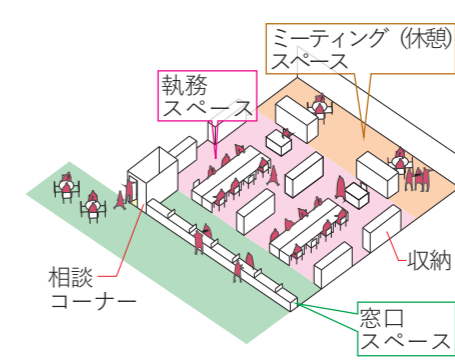 ミーティング（休憩）
スペース
執務
スペース
相談
コーナー
収納
窓口
スペース